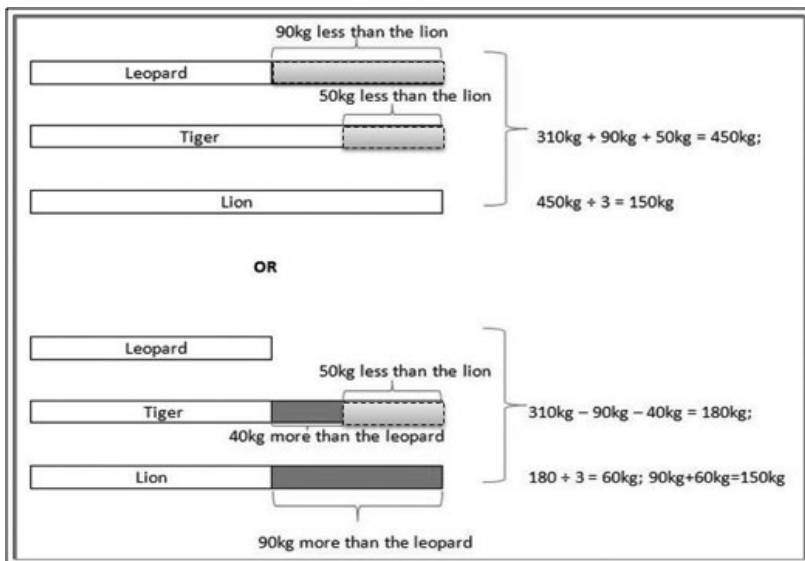 90kg less than the lion
Leopard
50kg less than the lion
Tiger
310kg + 90kg + 50kg = 450kg;
Lion
450kg ÷ 3 = 150kg
OR
Leopard
50kg less than the lion
Tiger
310kg – 90kg – 40kg = 180kg;
40kg more than the leopard
Lion
180 ÷ 3 = 60kg; 90kg+60kg=150kg
90kg more than the leopard